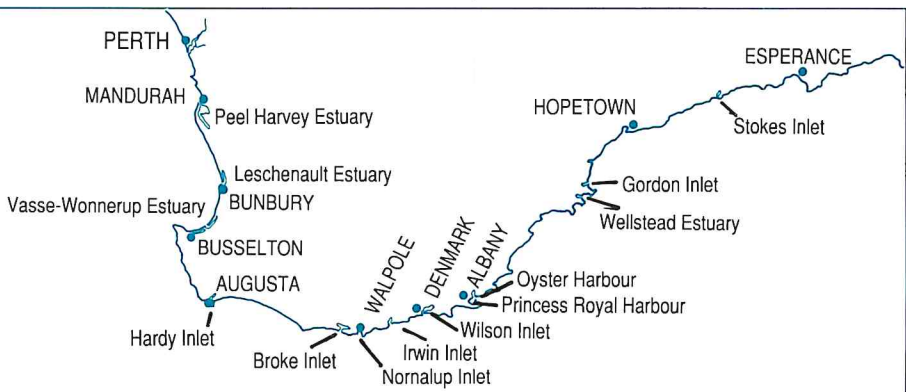 PERTH
MANDURAH
Peel Harvey Estuary
Leschenault Estuary
BUNBURY
Vasse-Wonnerup Estuary
BUSSELTON
AUGUSTA
Hardy Inlet
Broke Inlet
WALPOLE
Nornalup Inlet
Irwin Inlet
DENMARK
Wilson Inlet
ALBANY
Princess Royal Harbour
Oyster Harbour
Wellstead Estuary
Gordon Inlet
HOPETOWN
Stokes Inlet
ESPERANCE